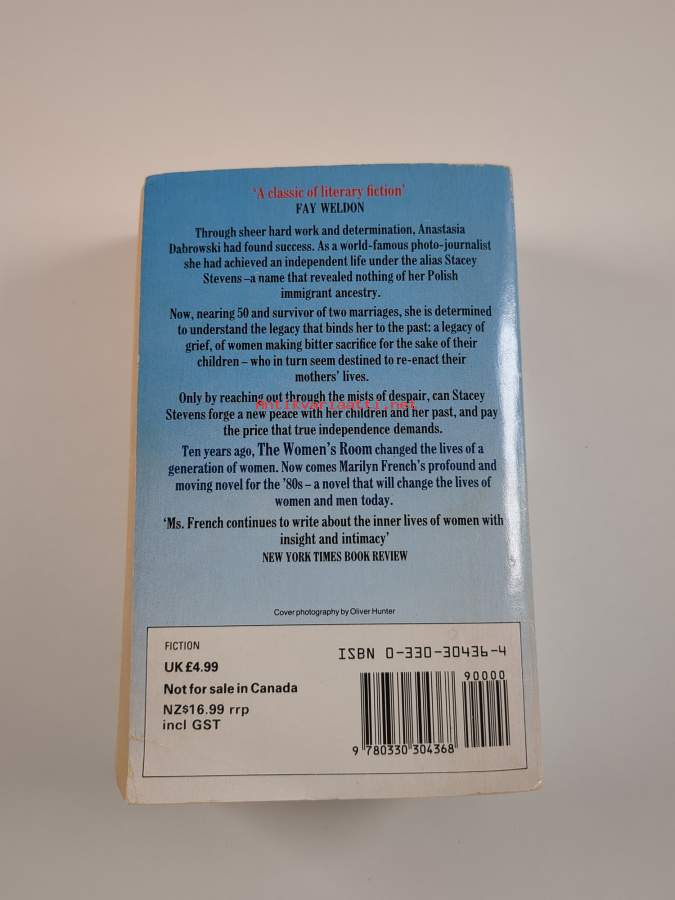 'A classic of literary fiction'
FAY WELDON
Through sheer hard work and determination, Anastasia
Dabrowski had found success. As a world-famous photo-journalist
she had achieved an independent life under the alias Stacey
Stevens – a name that revealed nothing of her Polish
immigrant ancestry.
Now, nearing 50 and survivor of two marriages, she is determined
to understand the legacy that binds her to the past: a legacy of
grief, of women making bitter sacrifice for the sake of their
children – who in turn seem destined to re-enact their
mothers' lives.
Only by reaching out through the mists of despair, can Stacey
Antikvariaatti.net
Stevens forge a new peace with her children and her past, and pay
the price that true independence demands.
Ten years ago, The Women's Room changed the lives of a
generation of women. Now comes Marilyn French's profound and
moving novel for the '80s – a novel that will change the lives of
women and men today.
'Ms. French continues to write about the inner lives of women with
insight and intimacy'
NEW YORK TIMES BOOK REVIEW
Cover photography by Oliver Hunter
FICTION
UK £4.99
Not for sale in Canada
NZ$16.99 rrp
incl GST
ISBN 0-330-30436-4
90000
9 780330 304368